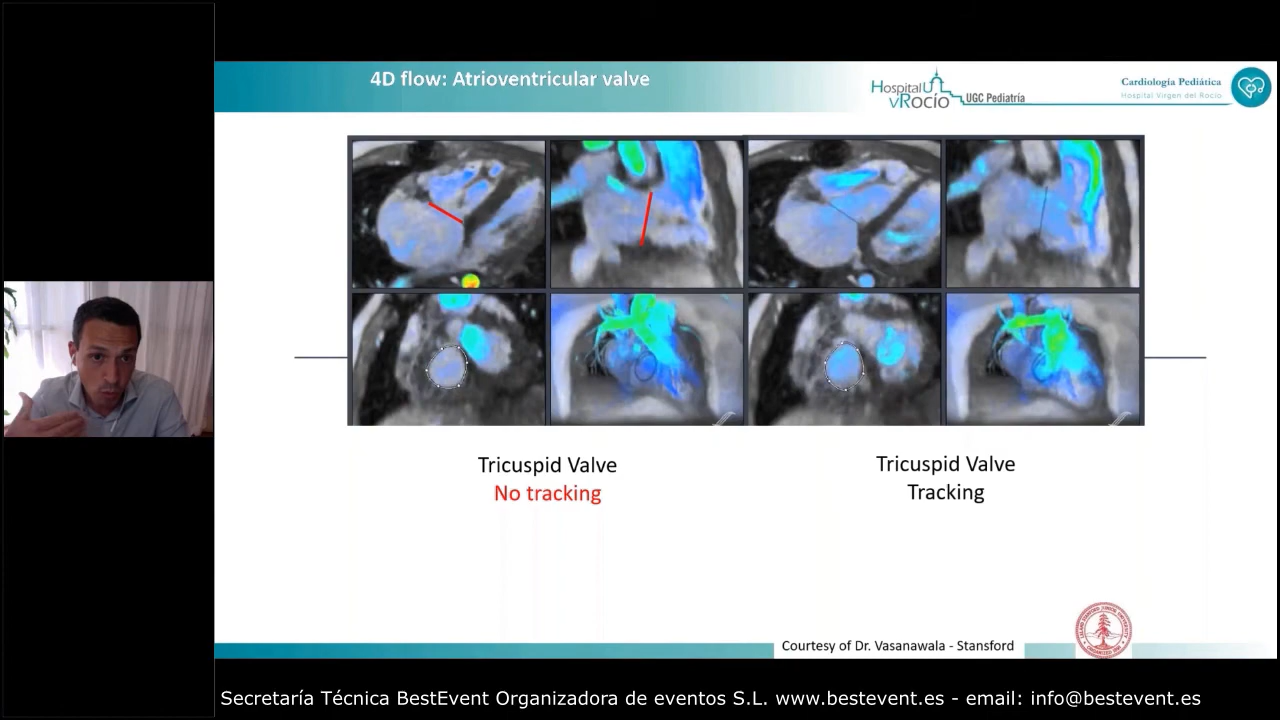 4D flow: Atrioventricular valve
Hospital U
vRocío UGC Pediatría
Cardiología Pediátrica
Hospital Virgen del Rocío
Tricuspid Valve
No tracking
Tricuspid Valve
Tracking
Courtesy of Dr. Vasanawala - Stansford
Secretaría Técnica BestEvent Organizadora de eventos S.L. www.bestevent.es - email: info@bestevent.es